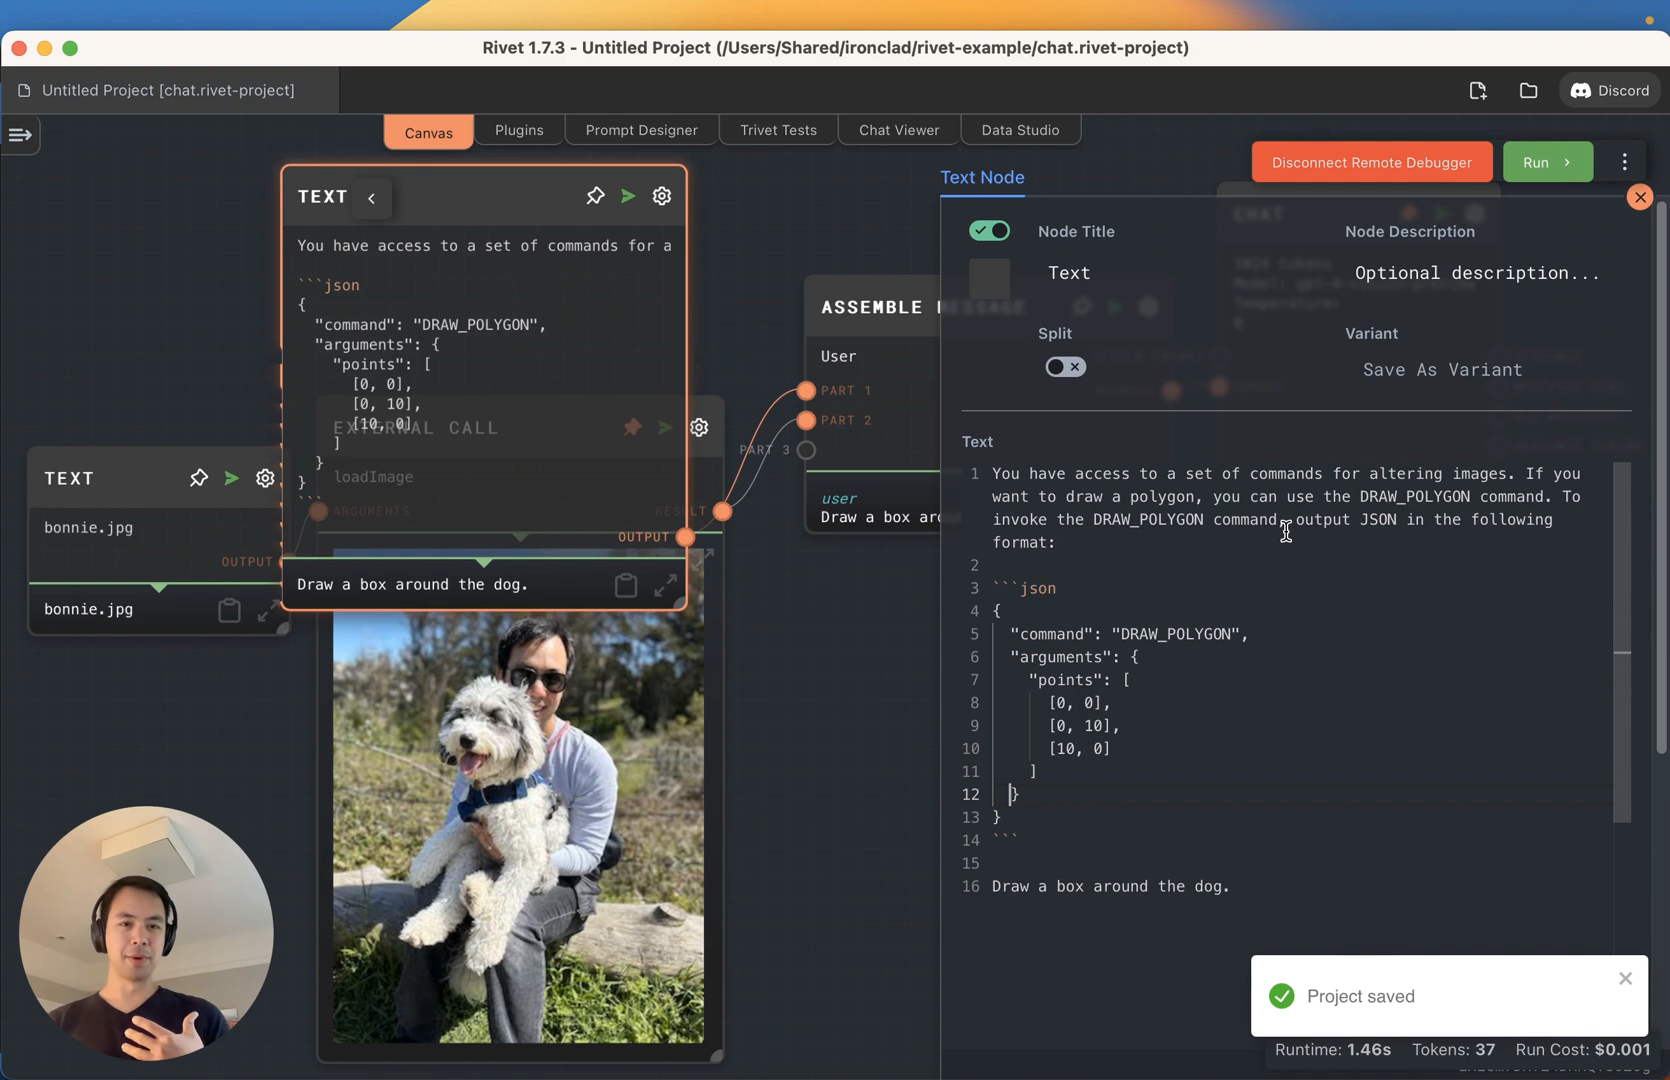 Rivet 1.7.3 - Untitled Project (/Users/Shared/ironclad/rivet-example/chat.rivet-project)
Untitled Project [chat.rivet-project]
Discord
Canvas
Plugins
Prompt Designer
Trivet Tests
Chat Viewer
Data Studio
Disconnect Remote Debugger
Run
TEXT
You have access to a set of commands for a
```json
{
"command": "DRAW_POLYGON",
"arguments": {
"points": [
[0, 0],
[0, 10],
[10, 0]
]
}
}
```
OUTPUT
Draw a box around the dog.
EXTERNAL CALL
loadImage
ARGUMENTS
RESULT
TEXT
bonnie.jpg
OUTPUT
bonnie.jpg
ASSEMBLE MESSAGE
User
PART 1
PART 2
PART 3
user
Draw a box aro
CHAT
Text Node
Node Title
Node Description
Text
Optional description...
Split
Variant
Save As Variant
Text
1 You have access to a set of commands for altering images. If you
want to draw a polygon, you can use the DRAW_POLYGON command. To
invoke the DRAW_POLYGON command, output JSON in the following
format:
2
3 ```json
4 {
5 "command": "DRAW_POLYGON",
6 "arguments": {
7 "points": [
8 [0, 0],
9 [0, 10],
10 [10, 0]
11 ]
12 }
13 }
14 ```
15
16 Draw a box around the dog.
Project saved
Runtime: 1.46s Tokens: 37 Run Cost: $0.001